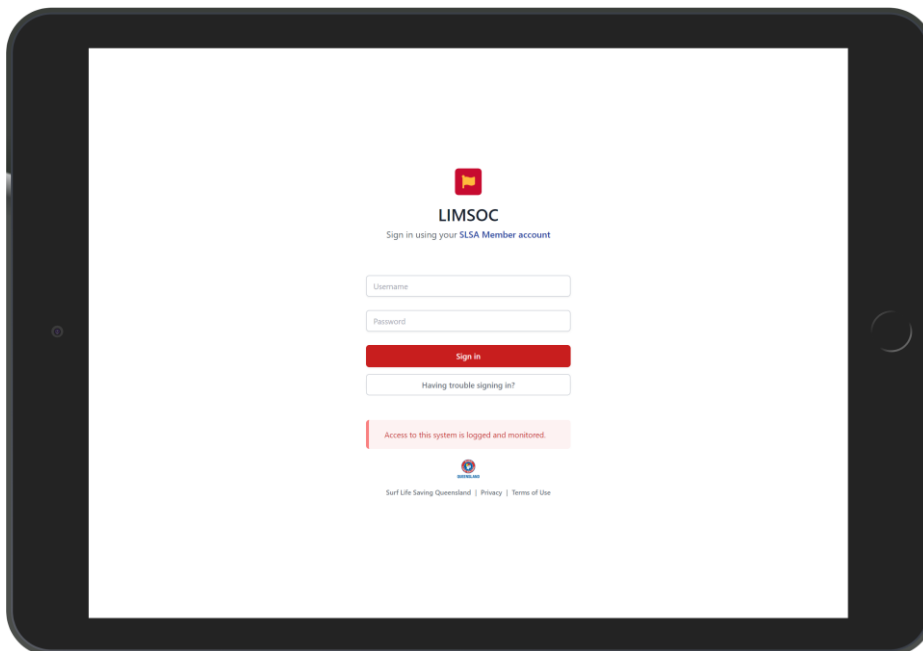 LIMSOC
Sign in using your SLSA Member account
Username
Password
Sign in
Having trouble signing in?
Access to this system is logged and monitored.
QUEENSLAND
Surf Life Saving Queensland | Privacy | Terms of Use